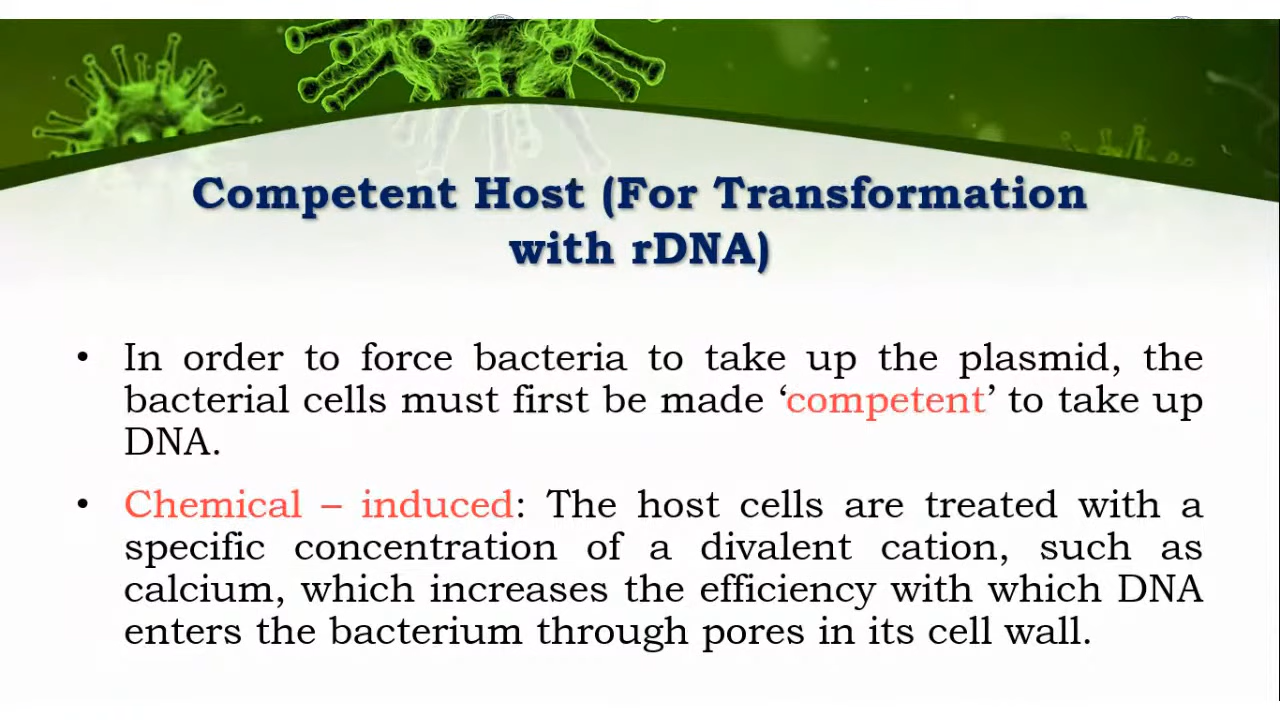 Competent Host (For Transformation
with rDNA)
• In order to force bacteria to take up the plasmid, the
bacterial cells must first be made ‘competent’ to take up
DNA.
• Chemical – induced: The host cells are treated with a
specific concentration of a divalent cation, such as
calcium, which increases the efficiency with which DNA
enters the bacterium through pores in its cell wall.